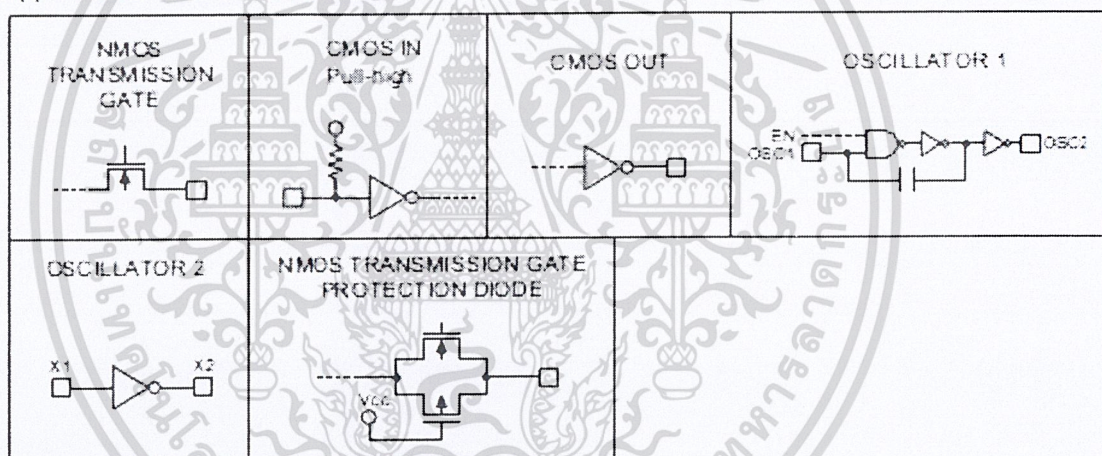 NMOS
TRANSMISSION
GATE
CMOS IN
Pull-high
CMOS OUT
OSCILLATOR 1
EN
OSC1
OSC2
OSCILLATOR 2
X1
X2
NMOS TRANSMISSION GATE
PROTECTION DIODE
Vcc